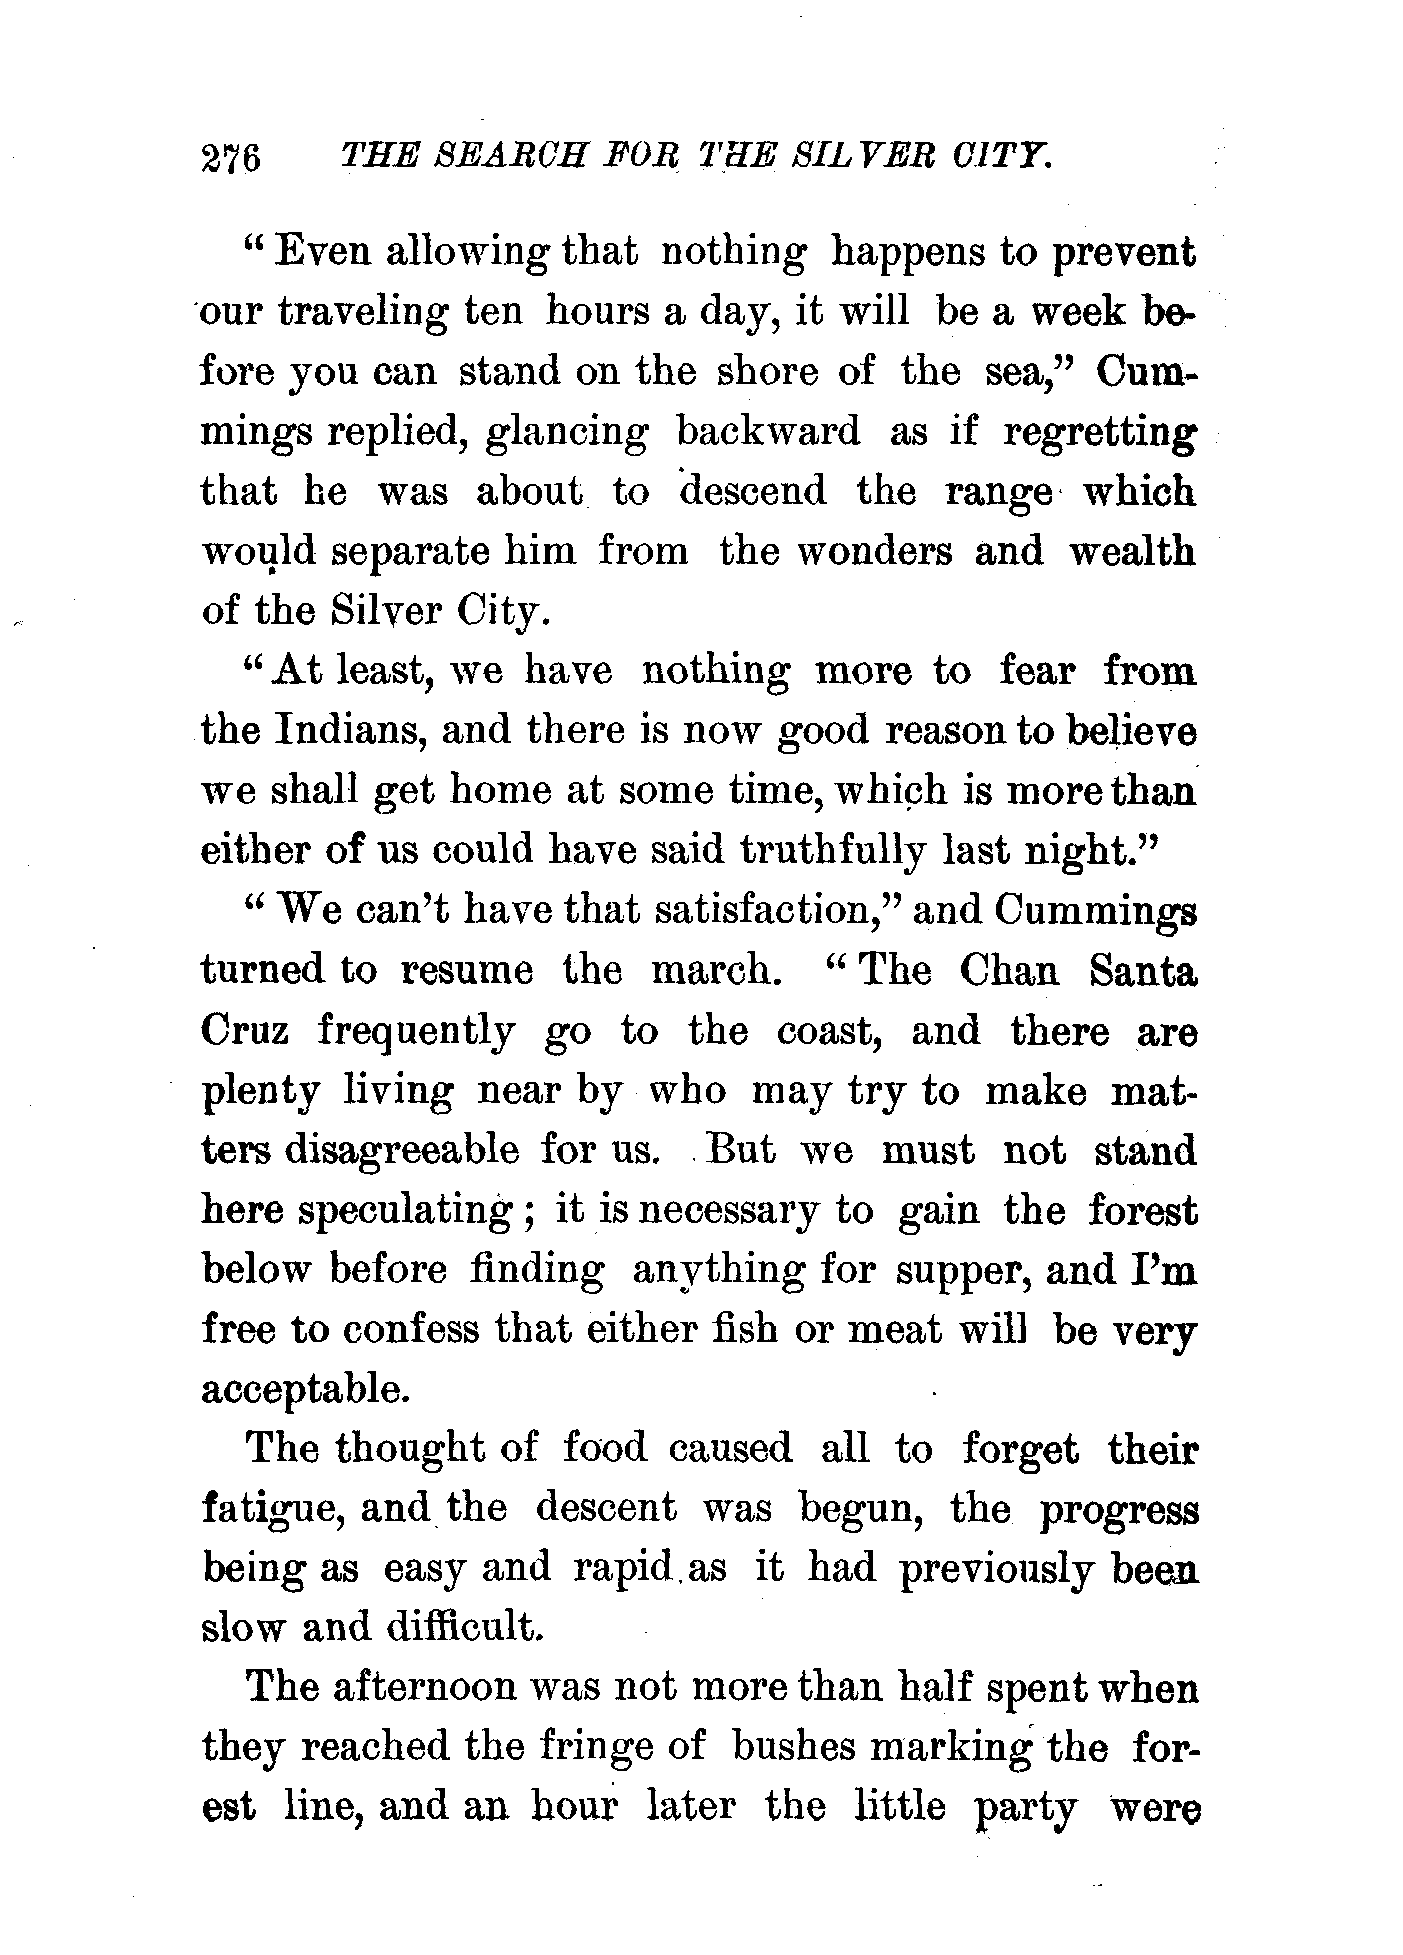 276 THE SEARCH FOR THE SILVER CITY.
“Even allowing that nothing happens to prevent
our traveling ten hours a day, it will be a week be-
fore you can stand on the shore of the sea,” Cum-
mings replied, glancing backward as if regretting
that he was about to descend the range which
would separate him from the wonders and wealth
of the Silver City.
“At least, we have nothing more to fear from
the Indians, and there is now good reason to believe
we shall get home at some time, which is more than
either of us could have said truthfully last night.”
“We can’t have that satisfaction,” and Cummings
turned to resume the march. “The Chan Santa
Cruz frequently go to the coast, and there are
plenty living near by who may try to make mat-
ters disagreeable for us. But we must not stand
here speculating; it is necessary to gain the forest
below before finding anything for supper, and I’m
free to confess that either fish or meat will be very
acceptable.
The thought of food caused all to forget their
fatigue, and the descent was begun, the progress
being as easy and rapid as it had previously been
slow and difficult.
The afternoon was not more than half spent when
they reached the fringe of bushes marking the for-
est line, and an hour later the little party were